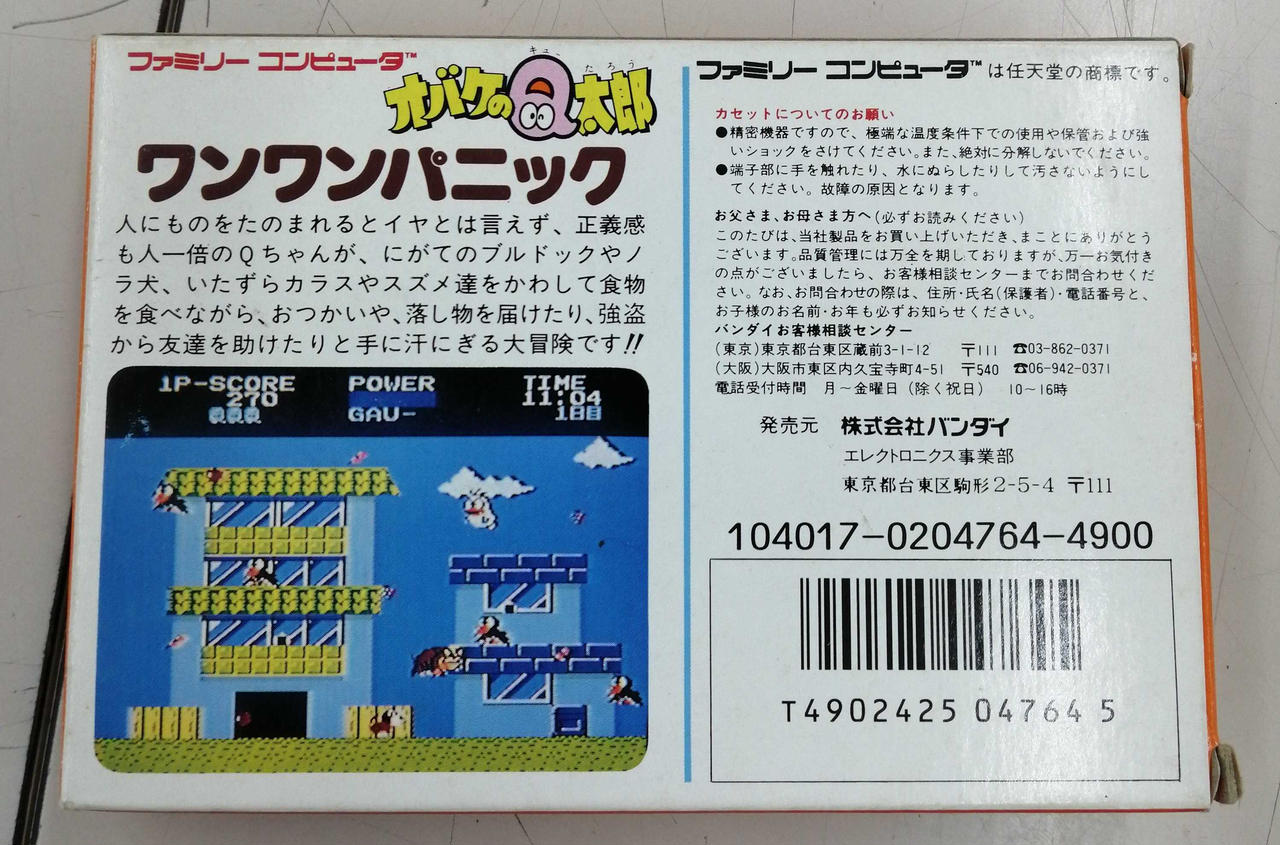 ファミリー コンピュータ™
キュー たろう
オバケのQ太郎
ワンワンパニック
人にものをたのまれるとイヤとは言えず、正義感
も人一倍のQちゃんが、にがてのブルドックやノ
ラ犬、いたずらカラスやスズメ達をかわして食物
を食べながら、おつかいや、落し物を届けたり、強盗
から友達を助けたりと手に汗にぎる大冒険です!!
1P-SCORE POWER TIME
270 11:04
GAU- 1日目
ファミリー コンピュータ™は任天堂の商標です。
カセットについてのお願い
●精密機器ですので、極端な温度条件下での使用や保管および強
いショックをさけてください。また、絶対に分解しないでください。
●端子部に手を触れたり、水にぬらしたりして汚さないようにし
てください。故障の原因となります。
お父さま、お母さま方へ(必ずお読みください)
このたびは、当社製品をお買い上げいただき、まことにありがとう
ございます。品質管理には万全を期しておりますが、万一お気付き
の点がございましたら、お客様相談センターまでお問合わせくだ
さい。なお、お問合わせの際は、住所・氏名(保護者)・電話番号と、
お子様のお名前・お年も必ずお知らせください。
バンダイお客様相談センター
(東京)東京都台東区蔵前3-1-12 〒111 ☎03-862-0371
(大阪)大阪市東区内久宝寺町4-51 〒540 ☎06-942-0371
電話受付時間 月～金曜日(除く祝日) 10～16時
発売元 株式会社バンダイ
エレクトロニクス事業部
東京都台東区駒形2-5-4 〒111
104017-0204764-4900
T4902425 04764 5